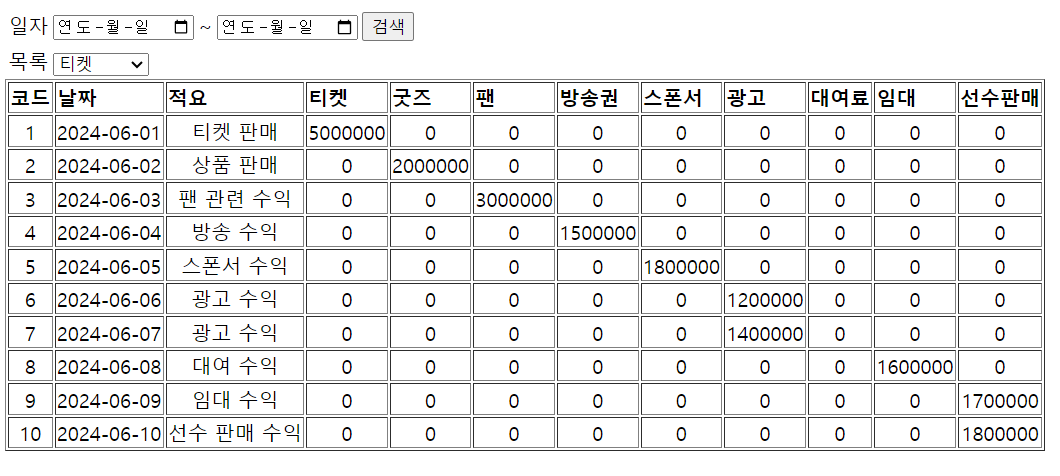 일자 연도-월-일 ~ 연도-월-일 검색
목록 티켓
코드 날짜 적요 티켓 굿즈 팬 방송권 스폰서 광고 대여료 임대 선수판매
1 2024-06-01 티켓 판매 5000000 0 0 0 0 0 0 0 0
2 2024-06-02 상품 판매 0 2000000 0 0 0 0 0 0 0
3 2024-06-03 팬 관련 수익 0 0 3000000 0 0 0 0 0 0
4 2024-06-04 방송 수익 0 0 0 1500000 0 0 0 0 0
5 2024-06-05 스폰서 수익 0 0 0 0 1800000 0 0 0 0
6 2024-06-06 광고 수익 0 0 0 0 0 1200000 0 0 0
7 2024-06-07 광고 수익 0 0 0 0 0 1400000 0 0 0
8 2024-06-08 대여 수익 0 0 0 0 0 0 0 1600000 0
9 2024-06-09 임대 수익 0 0 0 0 0 0 0 0 1700000
10 2024-06-10 선수 판매 수익 0 0 0 0 0 0 0 0 1800000